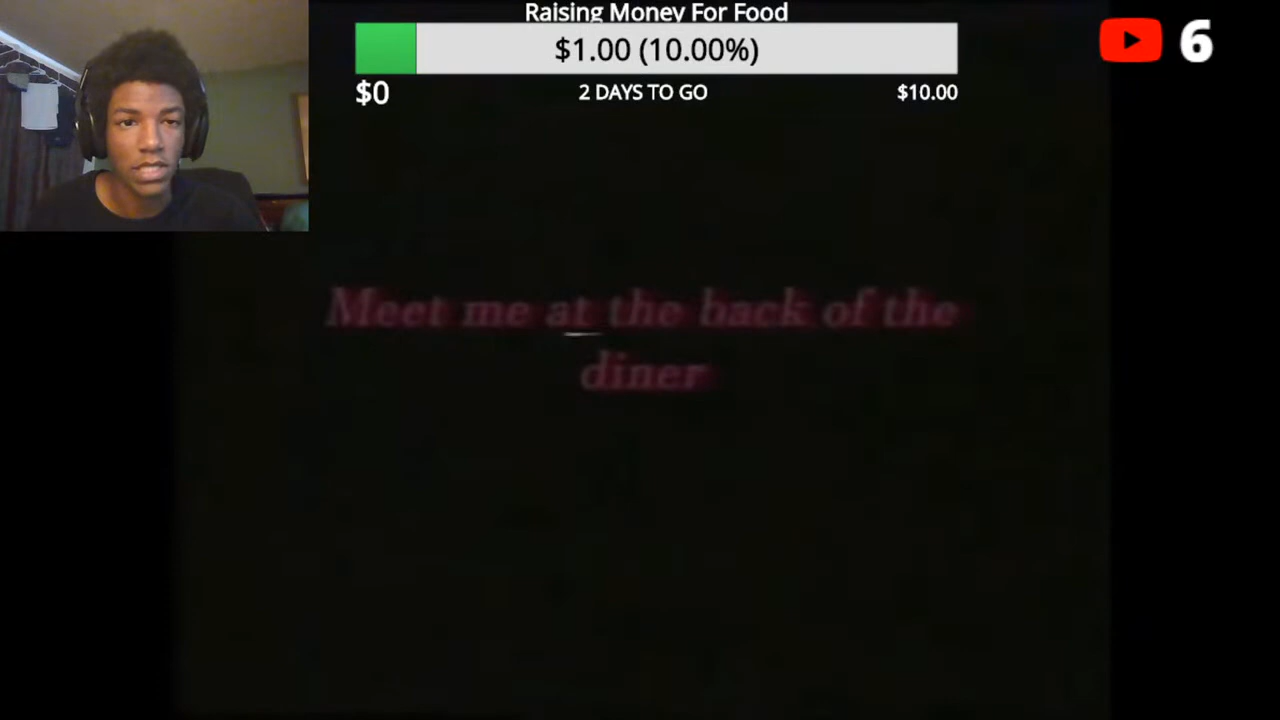 Raising Money For Food
$1.00 (10.00%)
$0
2 DAYS TO GO
$10.00
6
Meet me at the back of the
diner